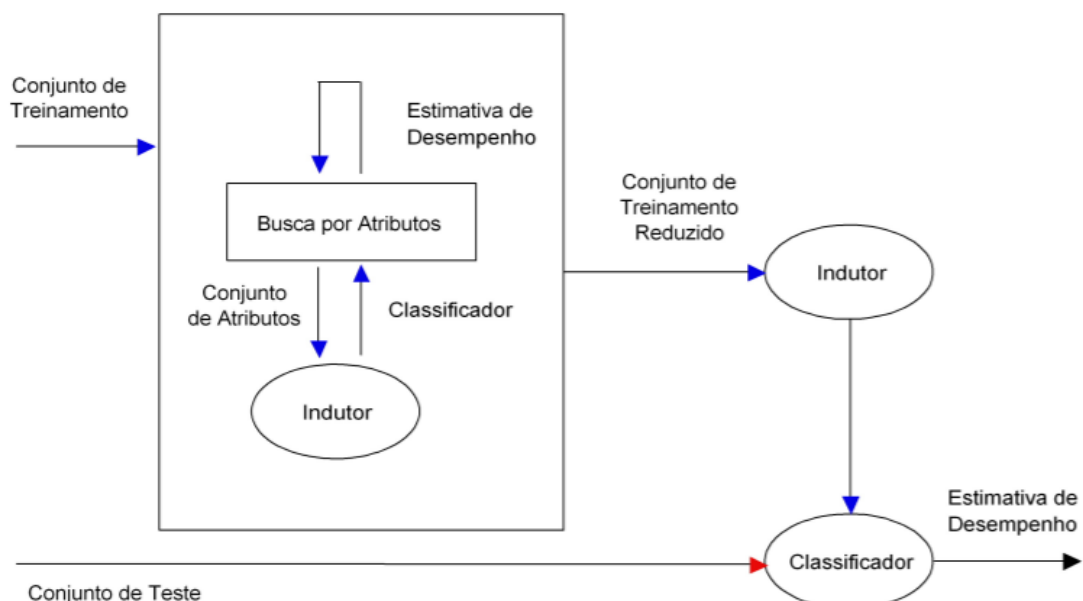 Conjunto de
Treinamento
Estimativa de
Desempenho
Busca por Atributos
Conjunto
de Atributos
Classificador
Indutor
Conjunto de
Treinamento
Reduzido
Indutor
Estimativa de
Desempenho
Classificador
Conjunto de Teste